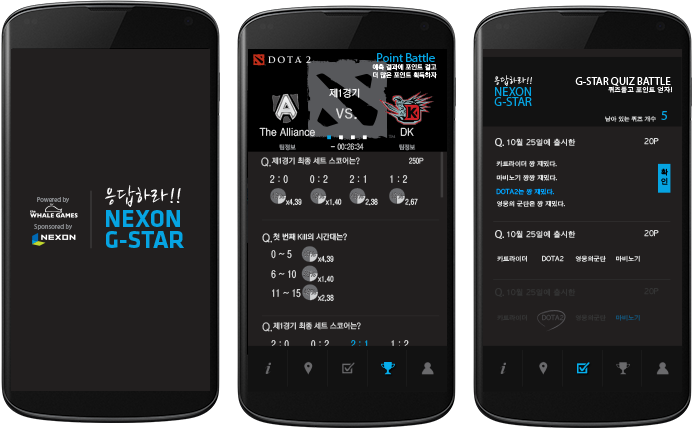 Powered by
The
WHALE GAMES
Sponsored by
NEXON
응답하라!!
NEXON
G-STAR
DOTA 2
Point Battle
예측 결과에 포인트 걸고
더 많은 포인트 획득하자
제1경기
VS.
The Alliance
DK
팀정보
- 00:26:34
팀정보
Q.제1경기 최종 세트 스코어는?
250P
2 : 0
0 : 2
2 : 1
1 : 2
x4,39
x1,40
2,38
2,67
Q.첫 번째 Kill의 시간대는?
0 ~ 5
x4,39
6 ~ 10
x1,40
11 ~ 15
x2,38
Q.제1경기 최종 세트 스코어는?
2 : 0
0 : 2
2 : 1
1 : 2
응답하라!!
NEXON
G-STAR
G-STAR QUIZ BATTLE
퀴즈풀고 포인트 얻자!
남아 있는 퀴즈 개수 5
Q. 10월 25일에 출시한
20P
카트라이더 짱 재밌다.
마비노기 짱짱 재밌다.
DOTA2는 짱 재밌다.
영웅의 군단은 짱 재밌다.
확인
Q. 10월 25일에 출시한
20P
카트라이더
DOTA2
영웅의군단
마비노기
Q. 10월 25일에 출시한
20P
카트라이더
DOTA2
영웅의군단
마비노기